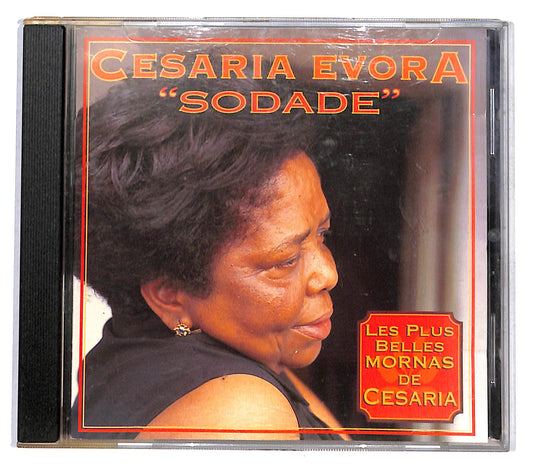 CESARIA EVORA
“SODADE”
LES PLUS
BELLES
MORNAS
DE
CESARIA